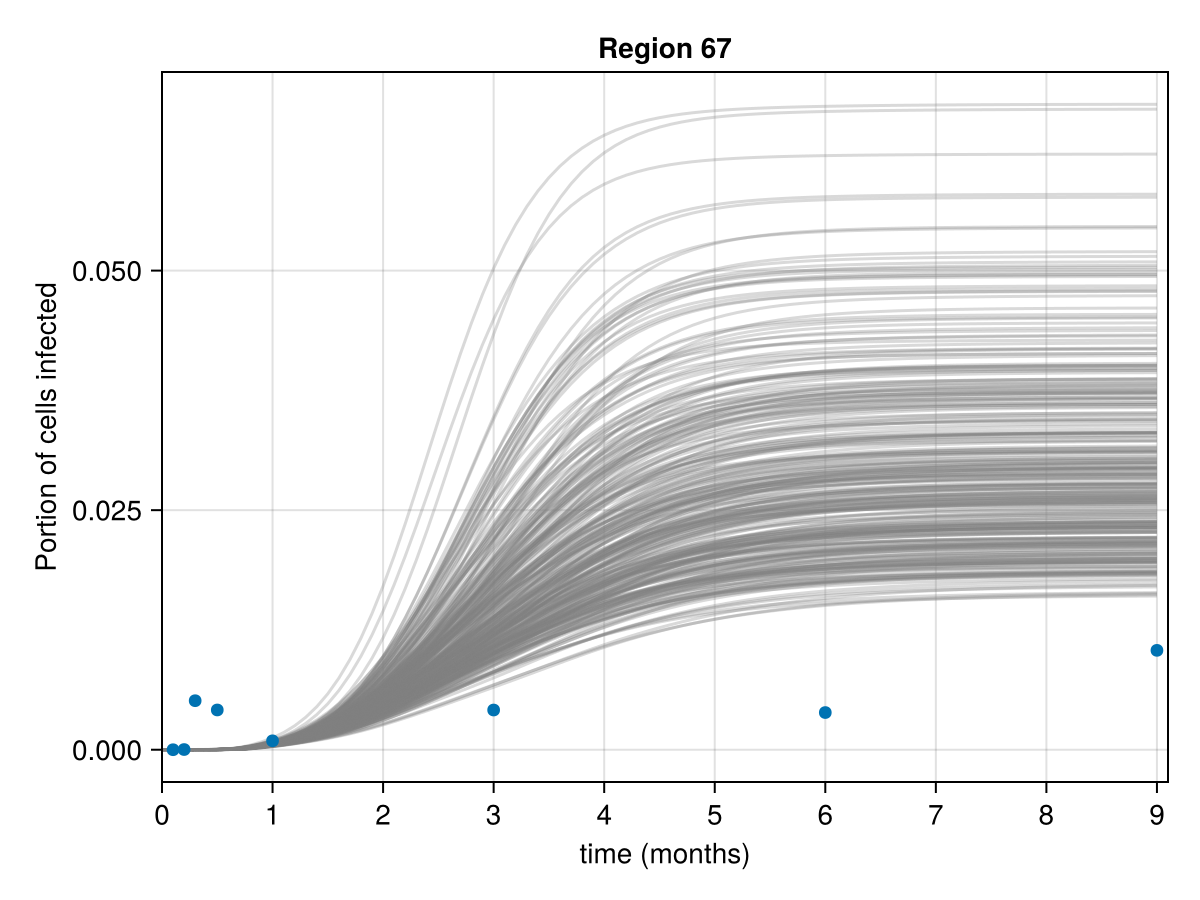 Region 67
Portion of cells infected
0.050
0.025
0.000
0 1 2 3 4 5 6 7 8 9
time (months)